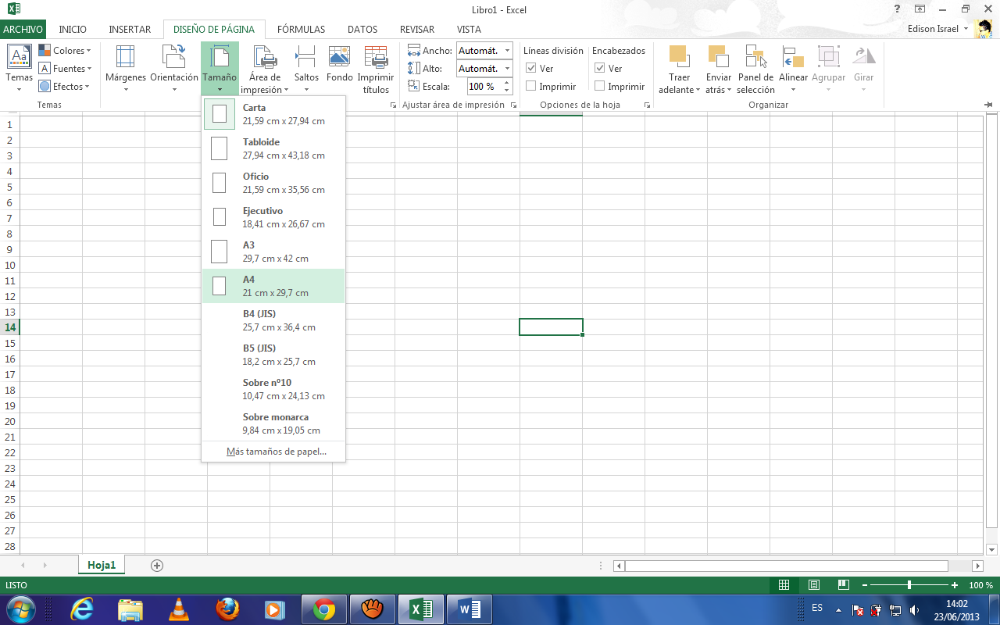 Libro1 - Excel
?
ARCHIVO INICIO INSERTAR DISEÑO DE PÁGINA FÓRMULAS DATOS REVISAR VISTA Edison Israel
Aa
Temas
Colores
A Fuentes
Efectos
Temas
Márgenes
Orientación
Tamaño
Área de
impresión
Saltos
Fondo
Imprimir
títulos
Ancho: Automát.
Alto: Automát.
Escala: 100 %
Ajustar área de impresión
Líneas división
Ver
Imprimir
Encabezados
Ver
Imprimir
Opciones de la hoja
Traer
adelante
Enviar
atrás
Panel de
selección
Alinear
Agrupar
Girar
Organizar
Carta
21,59 cm x 27,94 cm
Tabloide
27,94 cm x 43,18 cm
Oficio
21,59 cm x 35,56 cm
Ejecutivo
18,41 cm x 26,67 cm
A3
29,7 cm x 42 cm
A4
21 cm x 29,7 cm
B4 (JIS)
25,7 cm x 36,4 cm
B5 (JIS)
18,2 cm x 25,7 cm
Sobre nº10
10,47 cm x 24,13 cm
Sobre monarca
9,84 cm x 19,05 cm
Más tamaños de papel...
1
2
3
4
5
6
7
8
9
10
11
12
13
14
15
16
17
18
19
20
21
22
23
24
25
26
27
28
Hoja1
LISTO
100 %
ES
14:02
23/06/2013